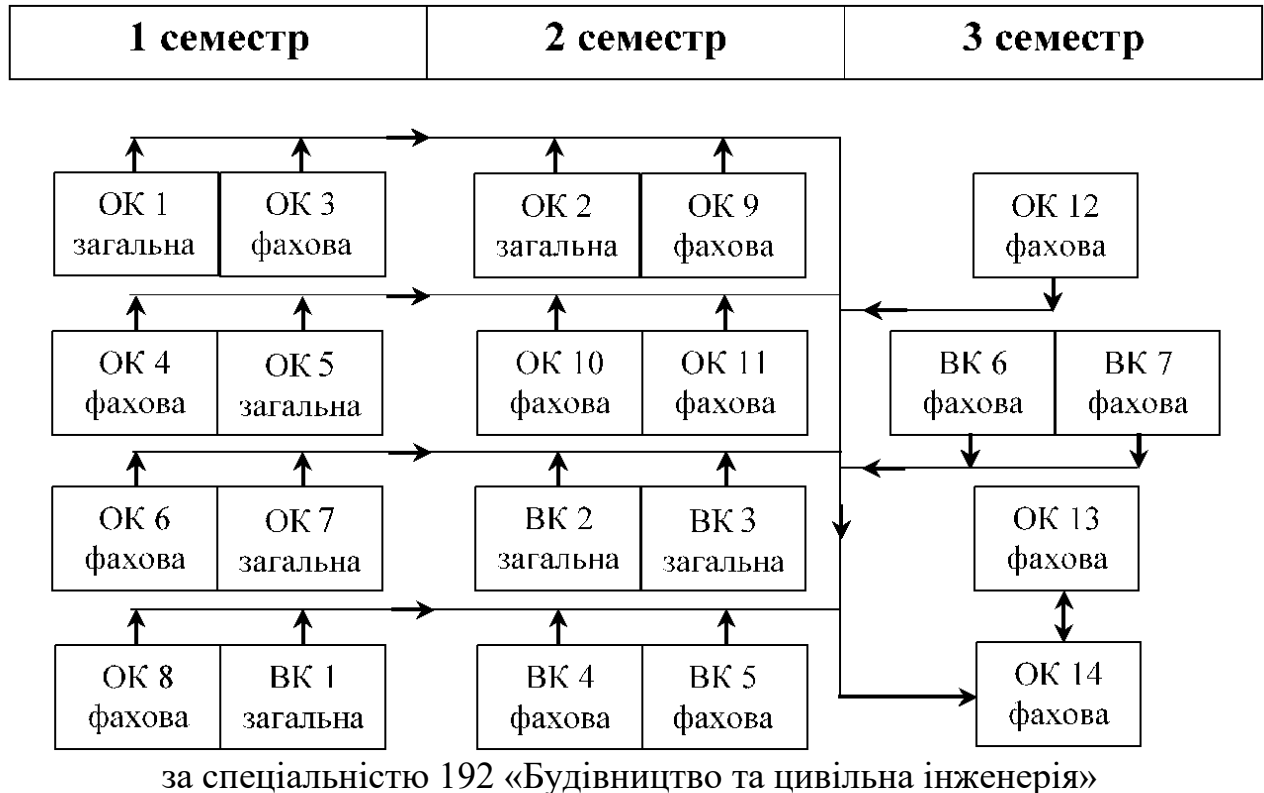 1 семестр 2 семестр 3 семестр
ОК 1 ОК 3 ОК 2 ОК 9 ОК 12
загальна фахова загальна фахова фахова
ОК 4 ОК 5 ОК 10 ОК 11 ВК 6 ВК 7
фахова загальна фахова фахова фахова фахова
ОК 6 ОК 7 ВК 2 ВК 3 ОК 13
фахова загальна загальна загальна фахова
ОК 8 ВК 1 ВК 4 ВК 5 ОК 14
фахова загальна фахова фахова фахова
за спеціальністю 192 «Будівництво та цивільна інженерія»